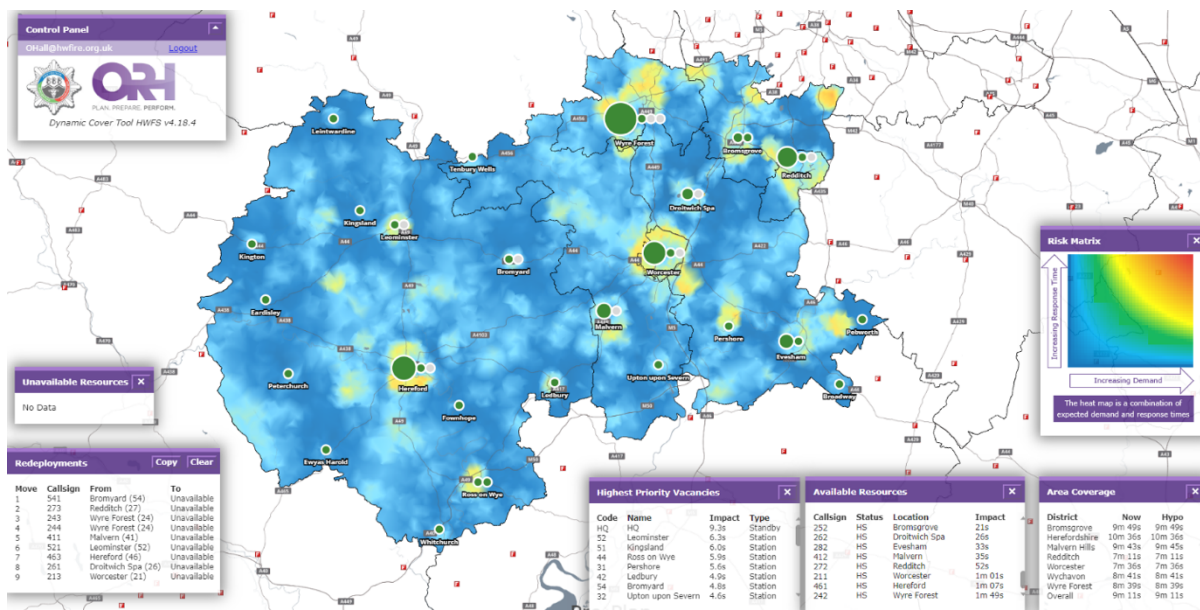 Control Panel
OHall@hwfire.org.uk Logout
ORH
PLAN. PREPARE. PERFORM.
Dynamic Cover Tool HWFS v4.18.4
Leintwardine
Tenbury Wells
Wyre Forest
Bromsgrove
Redditch
Droitwich Spa
Kingsland
Leominster
Kington
Bromyard
Worcester
Eardisley
Malvern
Pershore
Pebworth
Evesham
Peterchurch
Hereford
Upton upon Severn
Ledbury
Broadway
Fownhope
Ewyas Harold
Ross on Wye
Whitchurch
Risk Matrix
Increasing Response Time
Increasing Demand
The heat map is a combination of
expected demand and response times
Unavailable Resources
No Data
Redeployments Copy Clear
Move Callsign From To
1 541 Bromyard (54) Unavailable
2 273 Redditch (27) Unavailable
3 243 Wyre Forest (24) Unavailable
4 244 Wyre Forest (24) Unavailable
5 411 Malvern (41) Unavailable
6 521 Leominster (52) Unavailable
7 463 Hereford (46) Unavailable
8 261 Droitwich Spa (26) Unavailable
9 213 Worcester (21) Unavailable
Highest Priority Vacancies
Code Name Impact Type
HQ HQ 9.3s Standby
52 Leominster 6.3s Station
51 Kingsland 6.0s Station
44 Ross on Wye 5.9s Station
31 Pershore 5.6s Station
42 Ledbury 4.9s Station
54 Bromyard 4.8s Station
32 Upton upon Severn 4.6s Station
Available Resources
Callsign Status Location Impact
252 HS Bromsgrove 21s
262 HS Droitwich Spa 26s
282 HS Evesham 33s
412 HS Malvern 35s
272 HS Redditch 52s
211 HS Worcester 1m 01s
461 HS Hereford 1m 07s
242 HS Wyre Forest 1m 49s
Area Coverage
District Now Hypo
Bromsgrove 9m 49s 9m 49s
Herefordshire 10m 36s 10m 36s
Malvern Hills 9m 43s 9m 45s
Redditch 7m 11s 7m 11s
Worcester 7m 36s 7m 36s
Wychavon 8m 41s 8m 41s
Wyre Forest 8m 39s 8m 39s
Overall 9m 11s 9m 11s